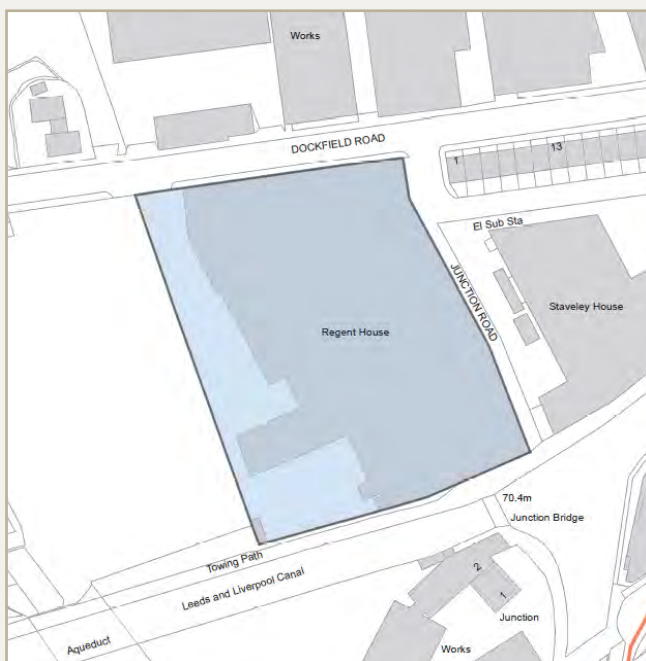 Works
DOCKFIELD ROAD
1
13
El Sub Sta
JUNCTION ROAD
Staveley House
Regent House
70.4m
Junction Bridge
Towing Path
Leeds and Liverpool Canal
2
1
Junction
Aqueduct
Works